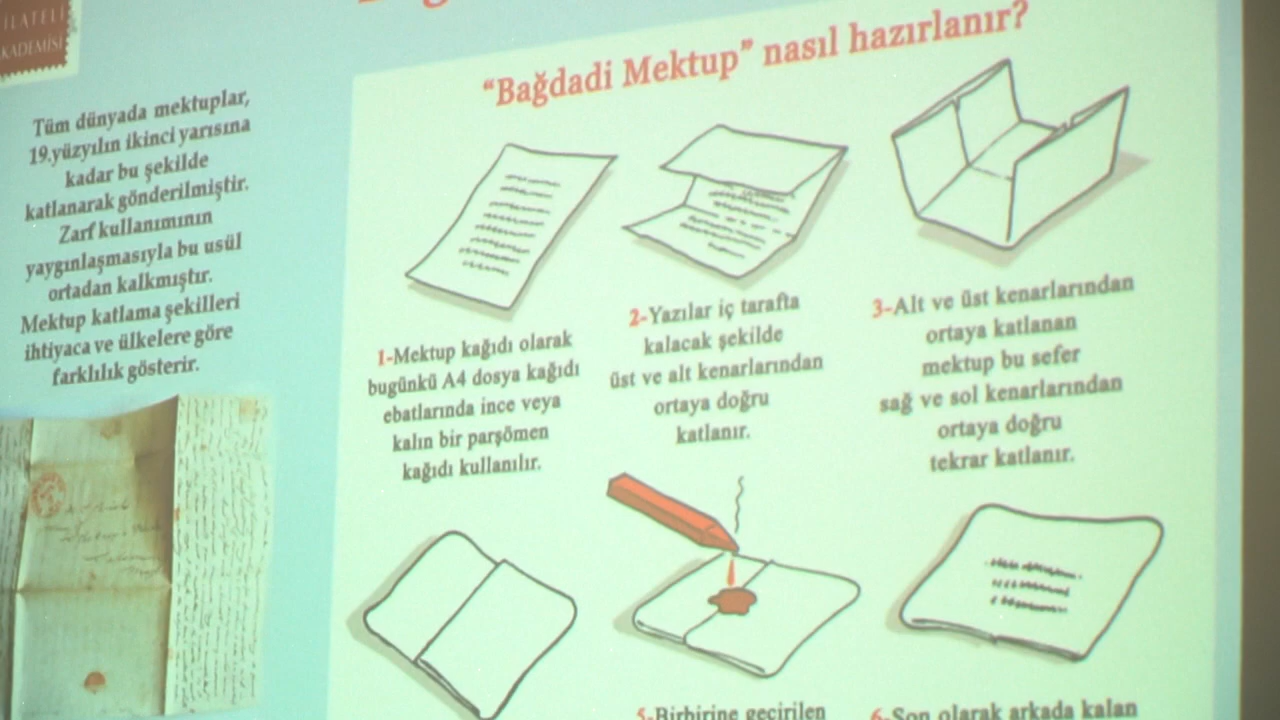 İLATELİ
KADEMİSİ
Tüm dünyada mektuplar,
19.yüzyılın ikinci yarısına
kadar bu şekilde
katlanarak gönderilmiştir.
Zarf kullanımının
yaygınlaşmasıyla bu usül
ortadan kalkmıştır.
Mektup katlama şekilleri
ihtiyaca ve ülkelere göre
farklılık gösterir.
“Bağdadi Mektup” nasıl hazırlanır?
1-Mektup kağıdı olarak
bugünkü A4 dosya kağıdı
ebatlarında ince veya
kalın bir parşömen
kağıdı kullanılır.
2-Yazılar iç tarafta
kalacak şekilde
üst ve alt kenarlarından
ortaya doğru
katlanır.
3-Alt ve üst kenarlarından
ortaya katlanan
mektup bu sefer
sağ ve sol kenarlarından
ortaya doğru
tekrar katlanır.
5-Birbirine geçirilen
6-Son olarak arkada kalan